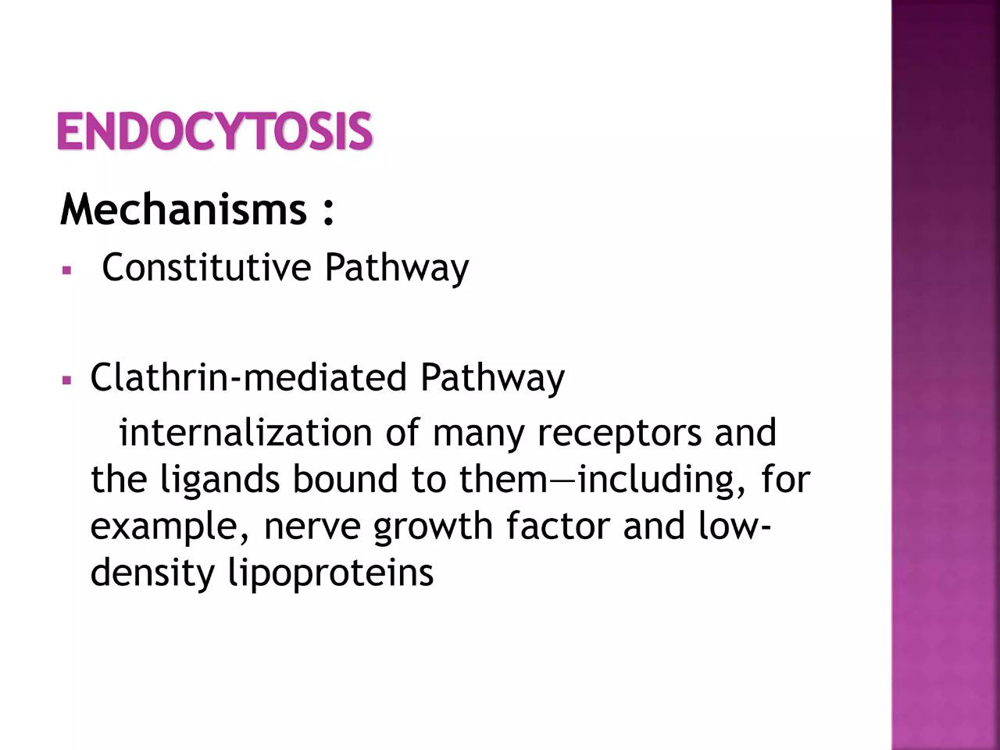 ENDOCYTOSIS
Mechanisms :
▪ Constitutive Pathway
▪ Clathrin-mediated Pathway
internalization of many receptors and
the ligands bound to them—including, for
example, nerve growth factor and low-
density lipoproteins